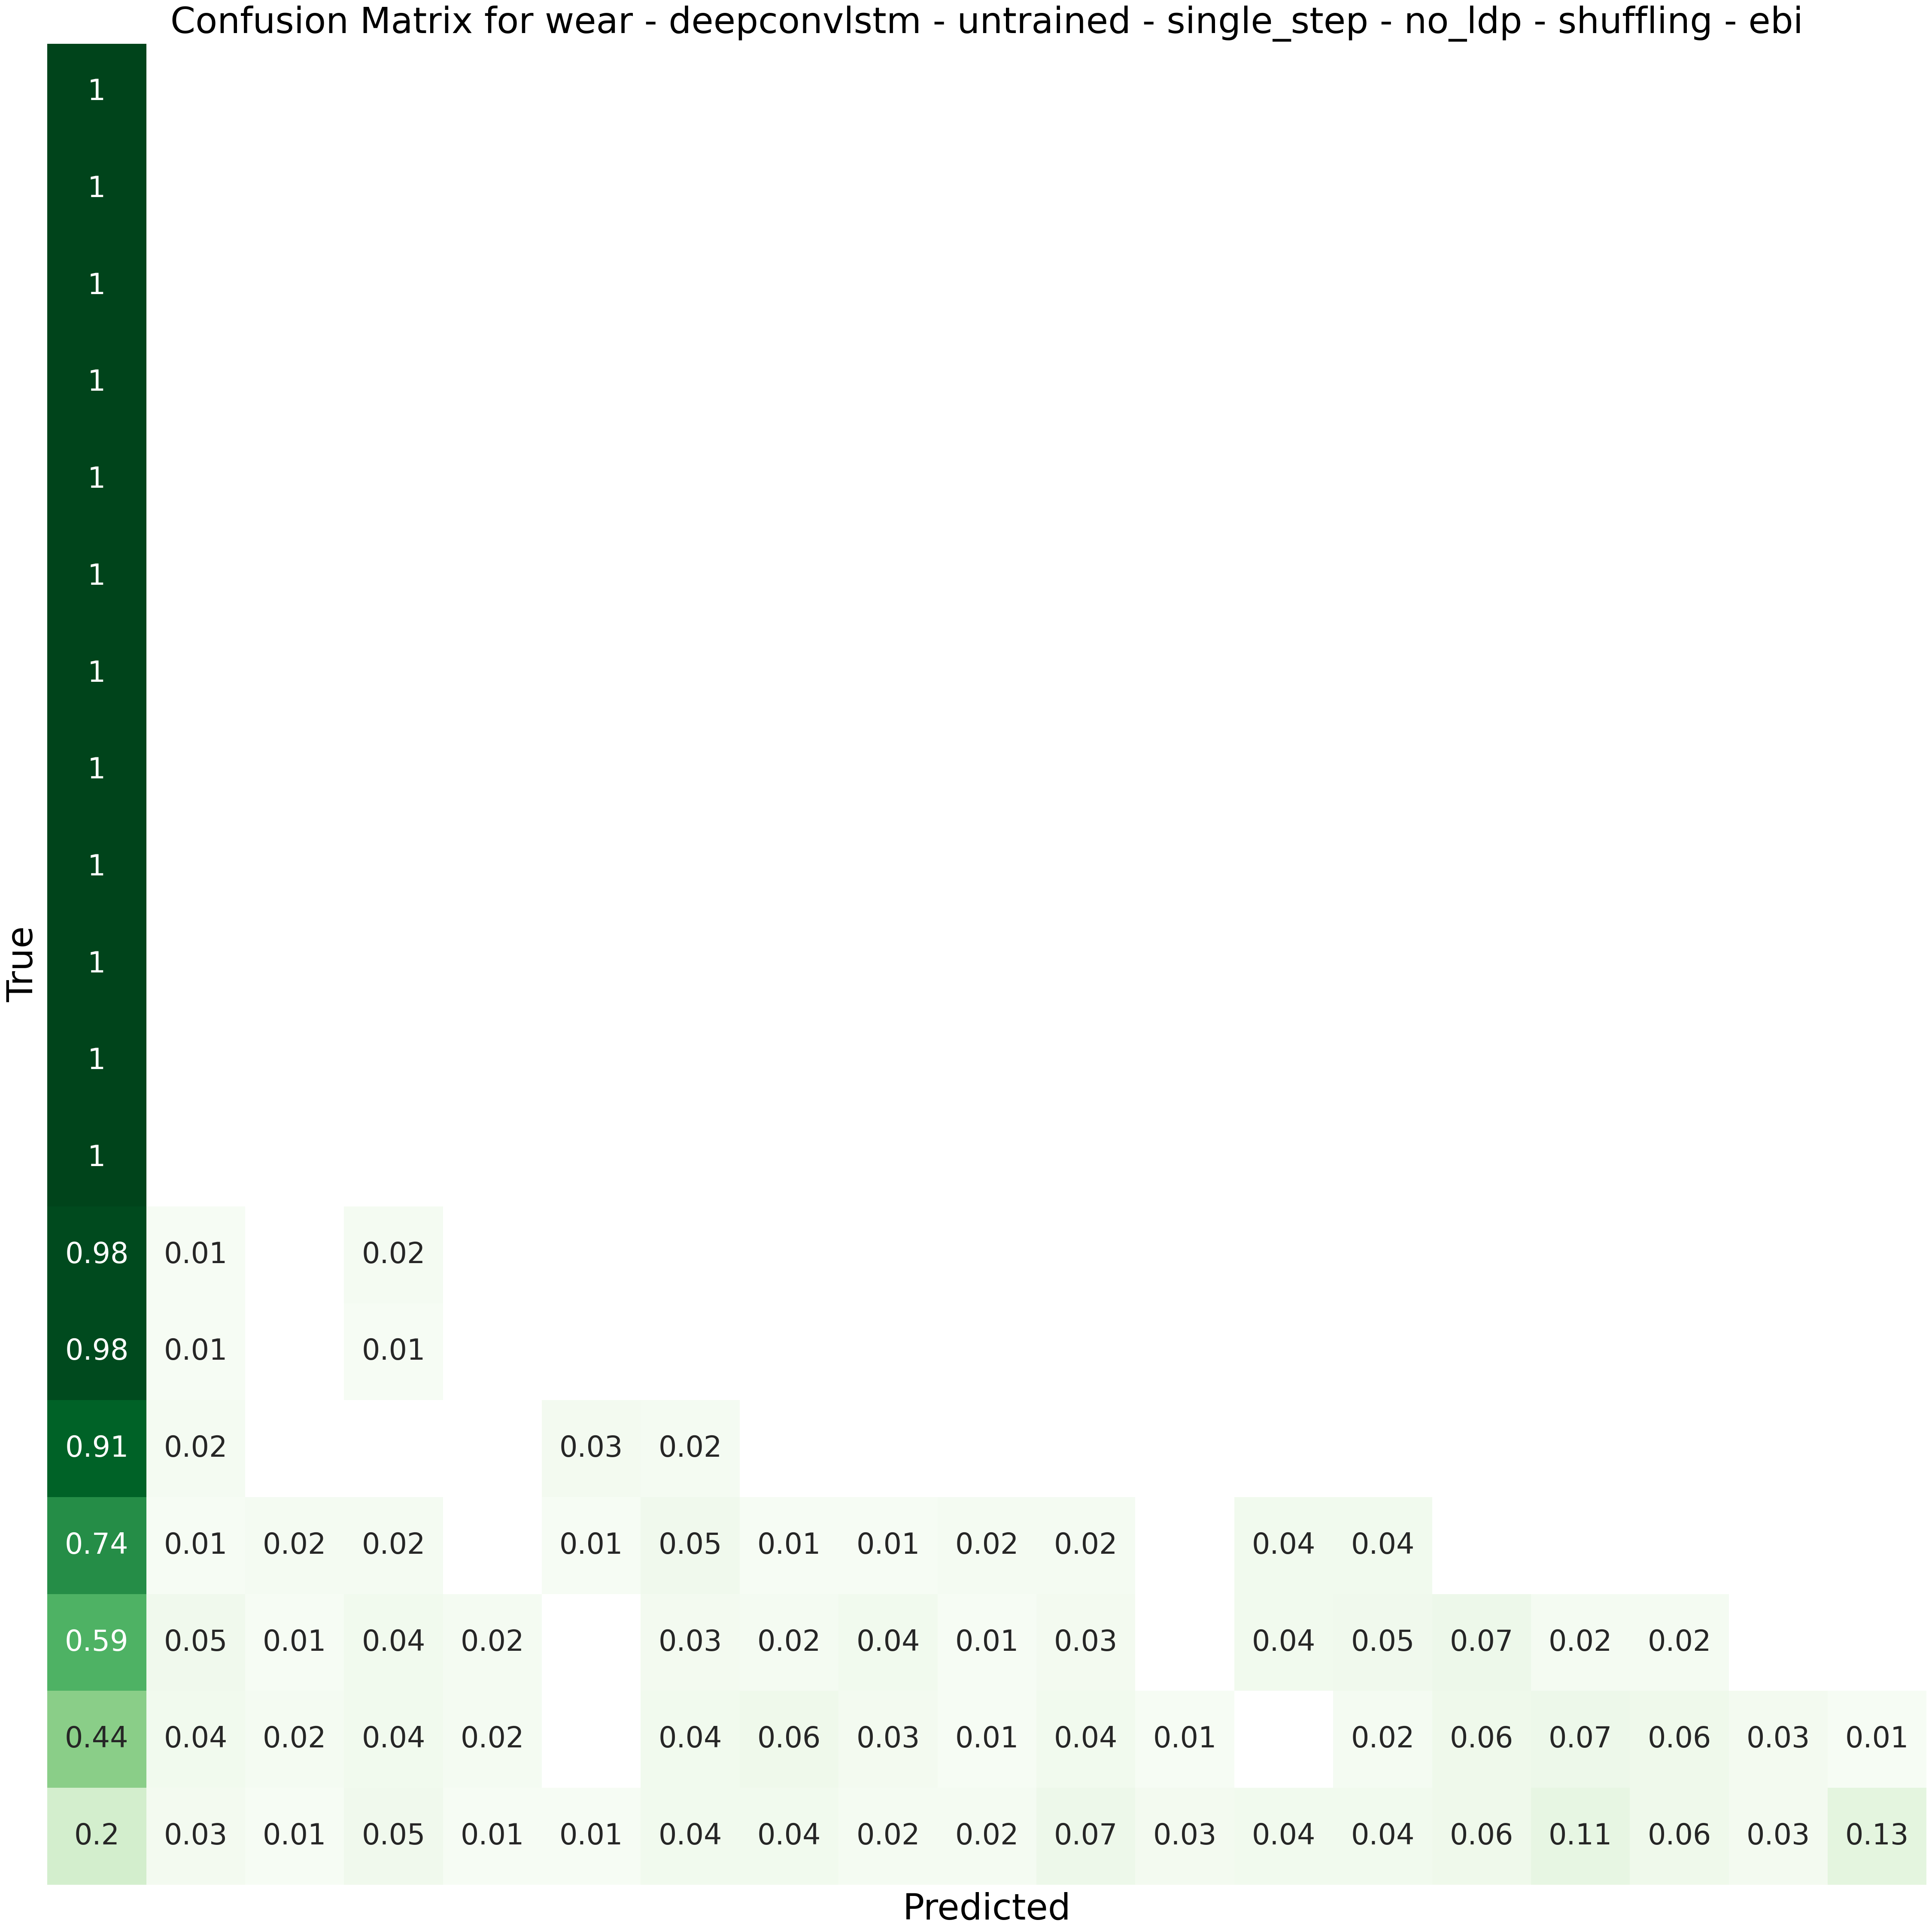 Confusion Matrix for wear - deepconvlstm - untrained - single_step - no_ldp - shuffling - ebi
1
1
1
1
1
1
1
1
1
1
1
1
0.98 0.01 0.02
0.98 0.01 0.01
0.91 0.02 0.03 0.02
0.74 0.01 0.02 0.02 0.01 0.05 0.01 0.01 0.02 0.02 0.04 0.04
0.59 0.05 0.01 0.04 0.02 0.03 0.02 0.04 0.01 0.03 0.04 0.05 0.07 0.02 0.02
0.44 0.04 0.02 0.04 0.02 0.04 0.06 0.03 0.01 0.04 0.01 0.02 0.06 0.07 0.06 0.03 0.01
0.2 0.03 0.01 0.05 0.01 0.01 0.04 0.04 0.02 0.02 0.07 0.03 0.04 0.04 0.06 0.11 0.06 0.03 0.13
True
Predicted